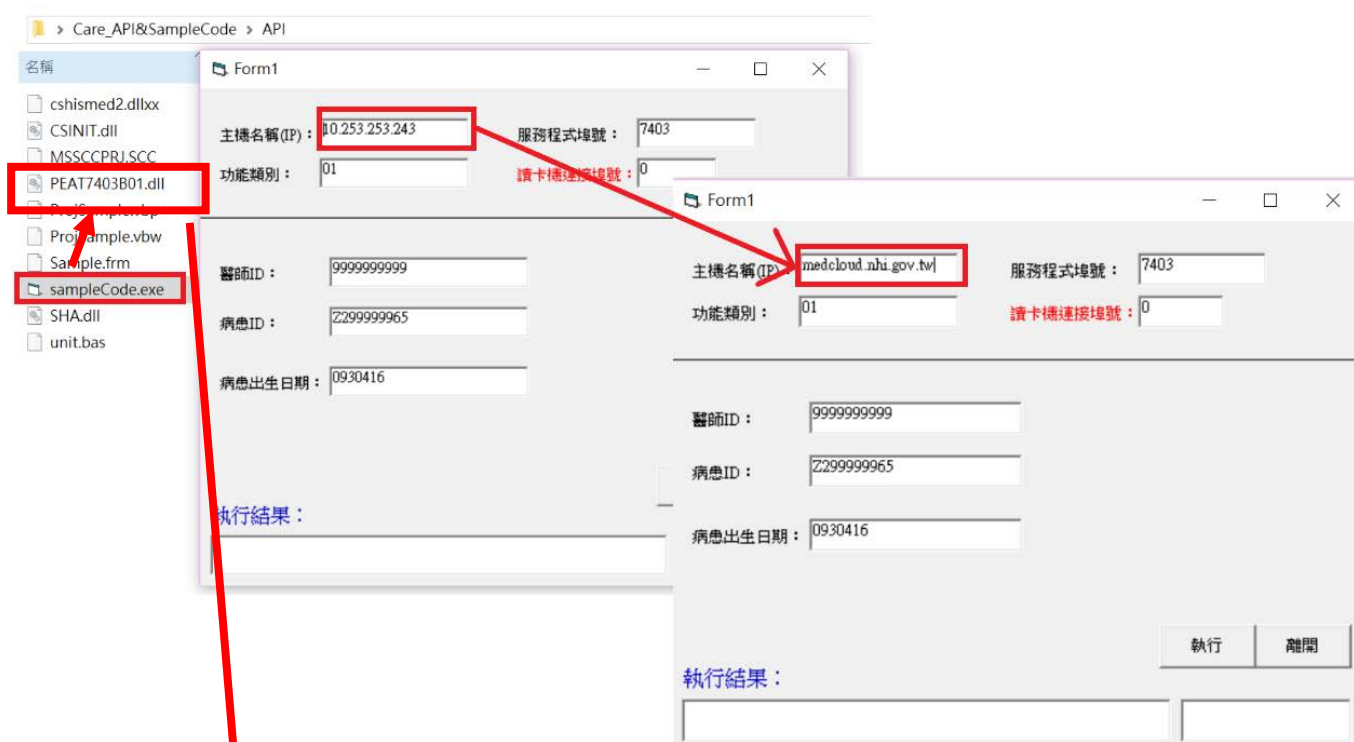 Care_API&SampleCode > API
名稱
cshismed2.dllxx
CSINIT.dll
MSSCCPRJ.SCC
PEAT7403B01.dll
ProjSample.vbp
ProjSample.vbw
Sample.frm
sampleCode.exe
SHA.dll
unit.bas
Form1
主機名稱(IP)： 10.253.253.243 服務程式埠號： 7403
功能類別： 01 讀卡機連接埠號：0
醫師ID： 9999999999
病患ID： Z299999965
病患出生日期： 0930416
執行結果：
Form1
主機名稱(IP)： medcloud.nhi.gov.tw 服務程式埠號： 7403
功能類別： 01 讀卡機連接埠號：0
醫師ID： 9999999999
病患ID： Z299999965
病患出生日期： 0930416
執行 離開
執行結果：